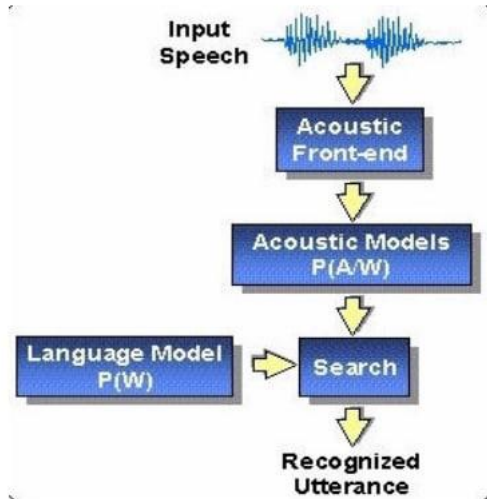 Input
Speech
Acoustic
Front-end
Acoustic Models
P(A/W)
Language Model
P(W)
Search
Recognized
Utterance